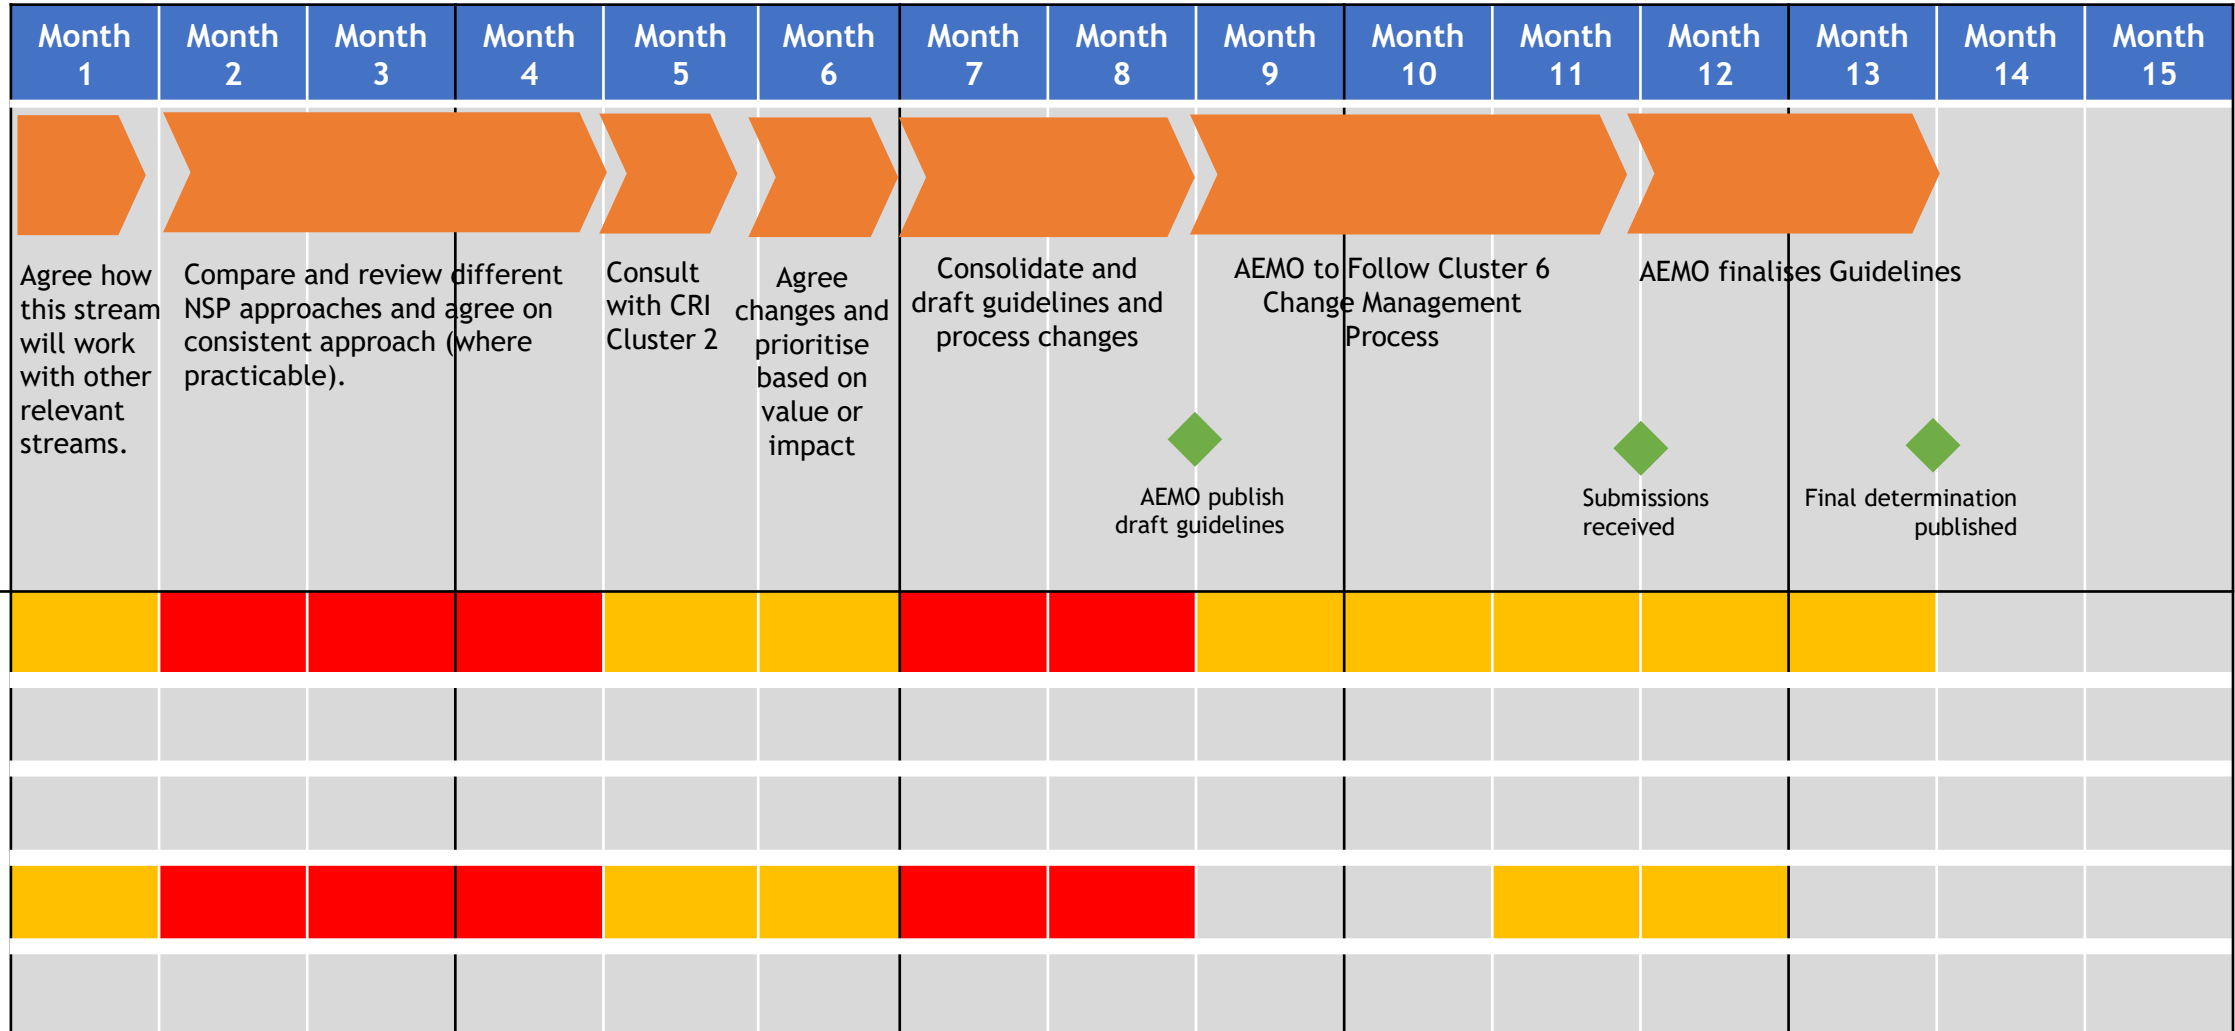 Month
1
Month
2
Month
3
Month
4
Month
5
Month
6
Month
7
Month
8
Month
9
Month
10
Month
11
Month
12
Month
13
Month
14
Month
15
Agree how
this stream
will work
with other
relevant
streams.
Compare and review different
NSP approaches and agree on
consistent approach (where
practicable).
Consult
with CRI
Cluster 2
Agree
changes and
prioritise
based on
value or
impact
Consolidate and
draft guidelines and
process changes
AEMO to Follow Cluster 6
Change Management
Process
AEMO finalises Guidelines
AEMO publish
draft guidelines
Submissions
received
Final determination
published